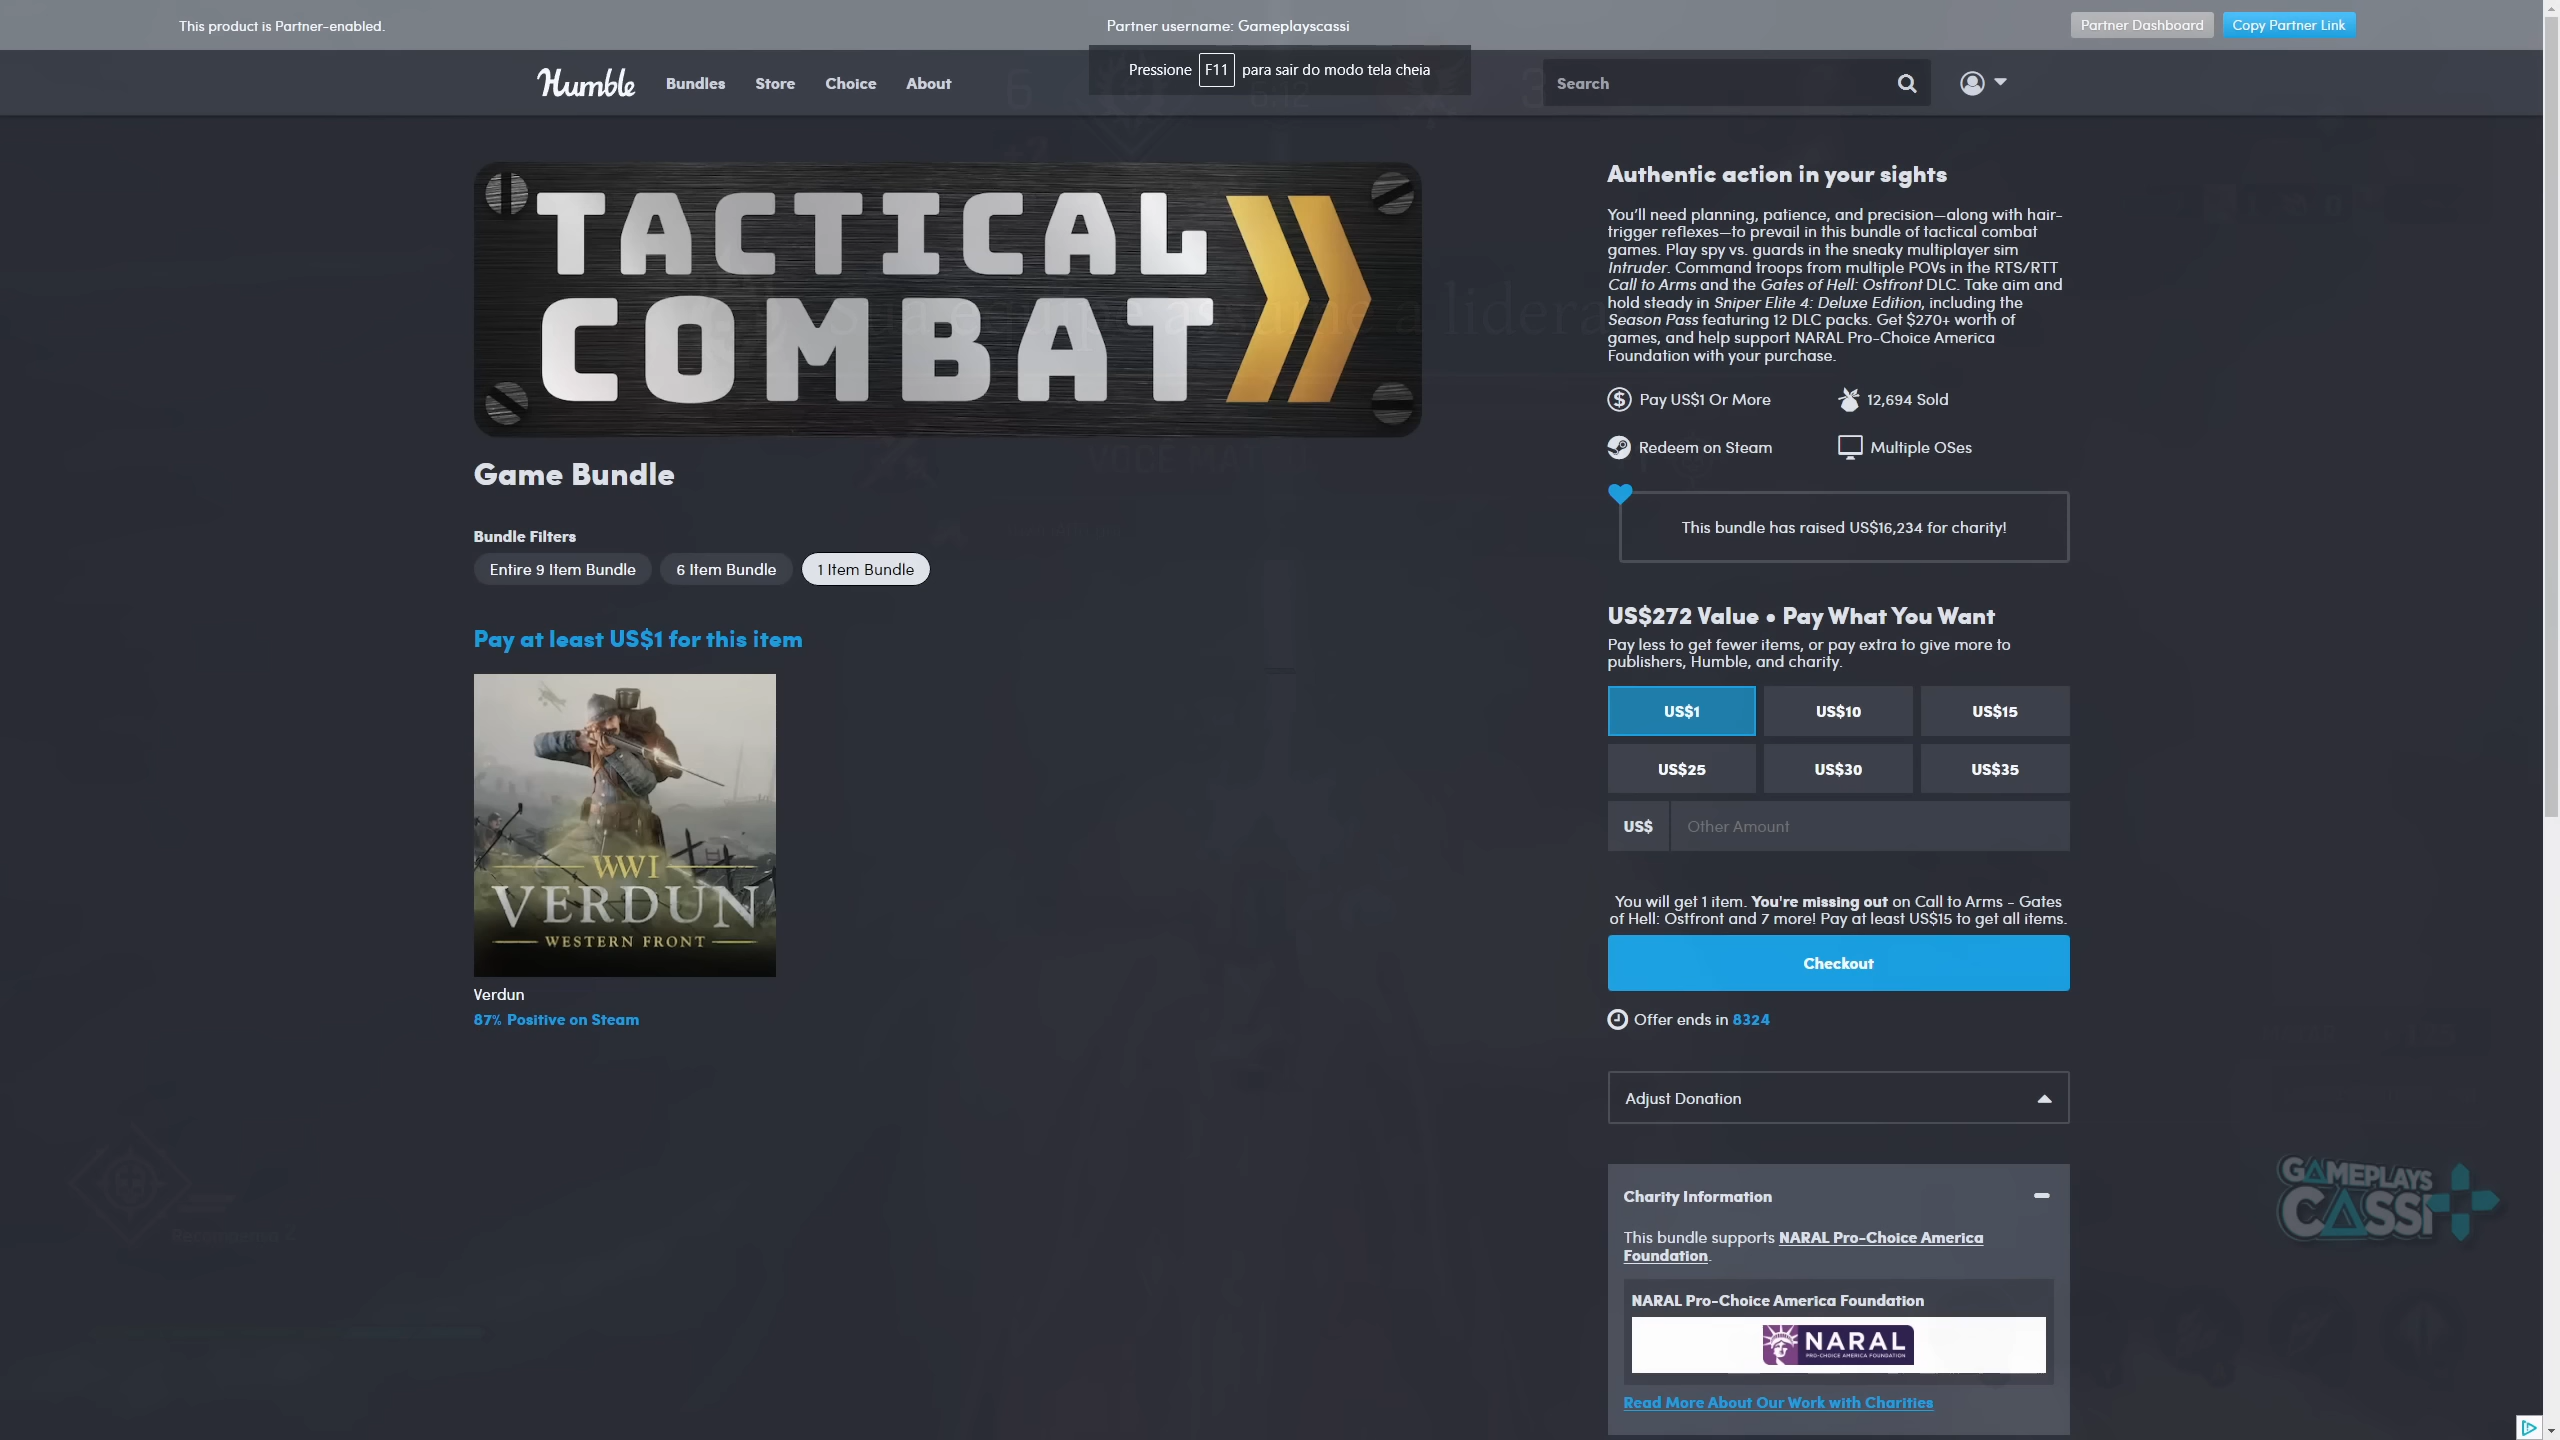 This product is Partner-enabled.
Partner username: Gameplayscassi
Partner Dashboard
Copy Partner Link
Pressione F11 para sair do modo tela cheia
Humble
Bundles
Store
Choice
About
Search
TACTICAL
COMBAT
Game Bundle
Bundle Filters
Entire 9 Item Bundle
6 Item Bundle
1 Item Bundle
Pay at least US$1 for this item
WWI
VERDUN
WESTERN FRONT
Verdun
87% Positive on Steam
Authentic action in your sights
You'll need planning, patience, and precision—along with hair-
trigger reflexes—to prevail in this bundle of tactical combat
games. Play spy vs. guards in the sneaky multiplayer sim
Intruder. Command troops from multiple POVs in the RTS/RTT
Call to Arms and the Gates of Hell: Ostfront DLC. Take aim and
hold steady in Sniper Elite 4: Deluxe Edition, including the
Season Pass featuring 12 DLC packs. Get $270+ worth of
games, and help support NARAL Pro-Choice America
Foundation with your purchase.
Pay US$1 Or More
12,694 Sold
Redeem on Steam
Multiple OSes
This bundle has raised US$16,234 for charity!
US$272 Value • Pay What You Want
Pay less to get fewer items, or pay extra to give more to
publishers, Humble, and charity.
US$1
US$10
US$15
US$25
US$30
US$35
US$
Other Amount
You will get 1 item. You're missing out on Call to Arms - Gates
of Hell: Ostfront and 7 more! Pay at least US$15 to get all items.
Checkout
Offer ends in 8324
Adjust Donation
Charity Information
This bundle supports NARAL Pro-Choice America
Foundation.
NARAL Pro-Choice America Foundation
NARAL
PRO-CHOICE AMERICA FOUNDATION
Read More About Our Work with Charities
GAMEPLAYS
CASSI
Sua equipe assume a lidera